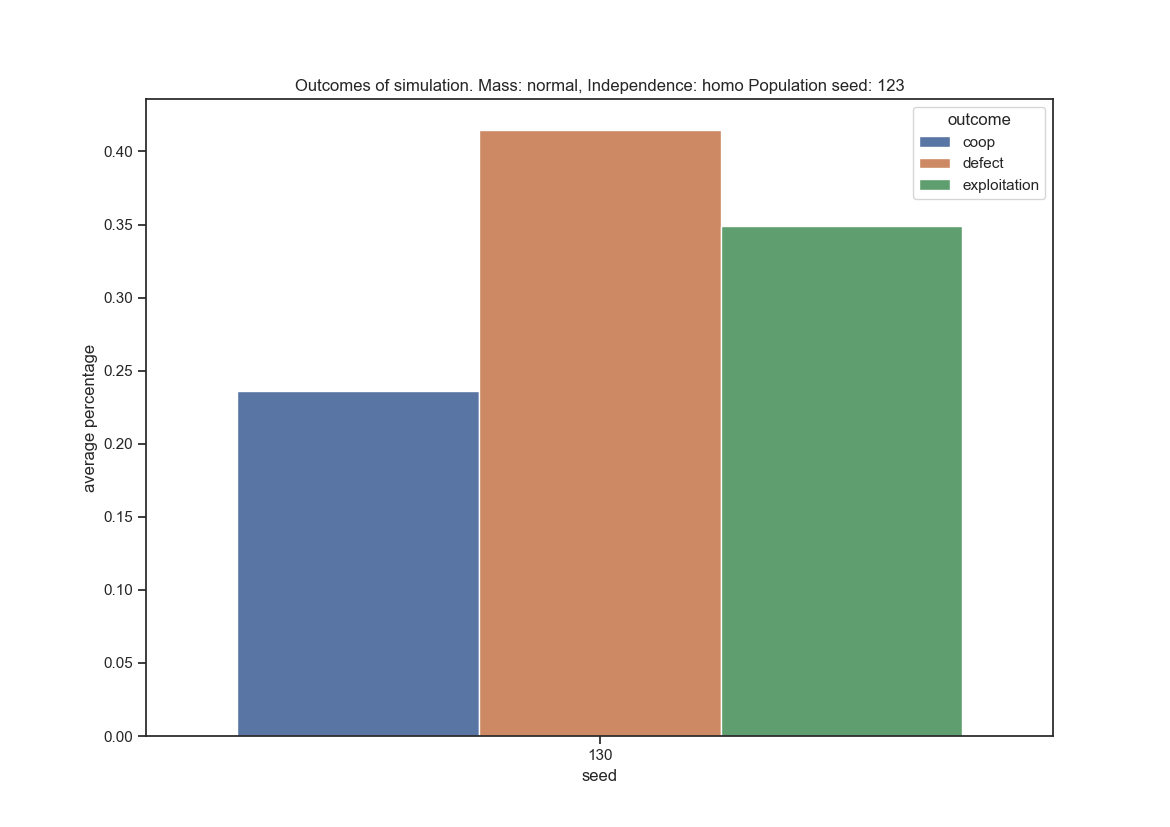 Outcomes of simulation. Mass: normal, Independence: homo Population seed: 123
outcome
coop
defect
exploitation
0.40
0.35
0.30
0.25
0.20
0.15
0.10
0.05
0.00
average percentage
130
seed